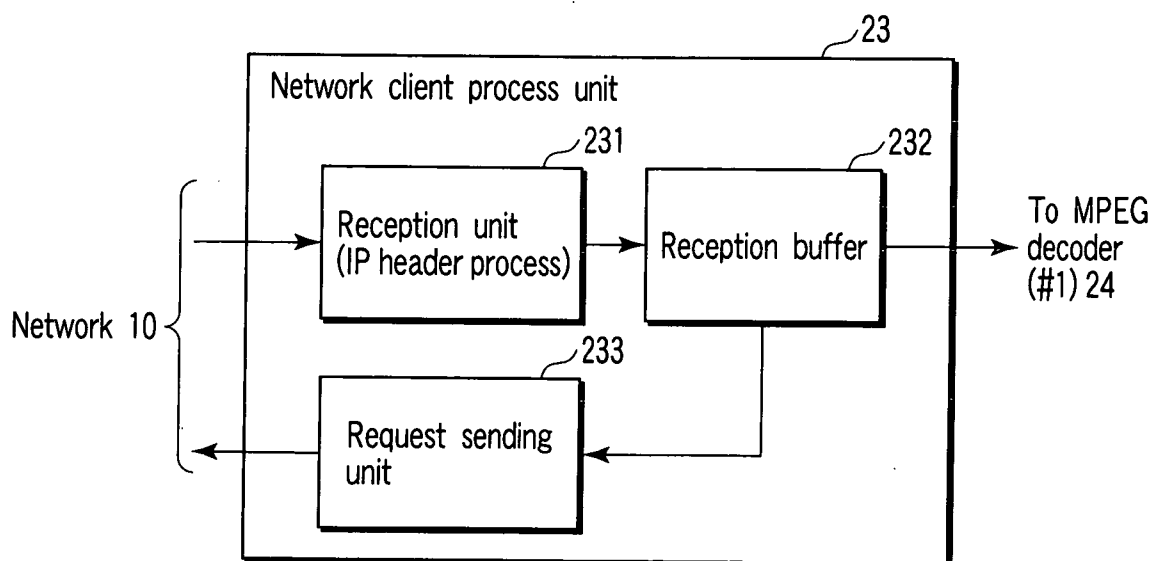 23
Network client process unit
231
232
Reception unit
(IP header process)
Reception buffer
To MPEG
decoder
(#1) 24
Network 10
233
Request sending
unit